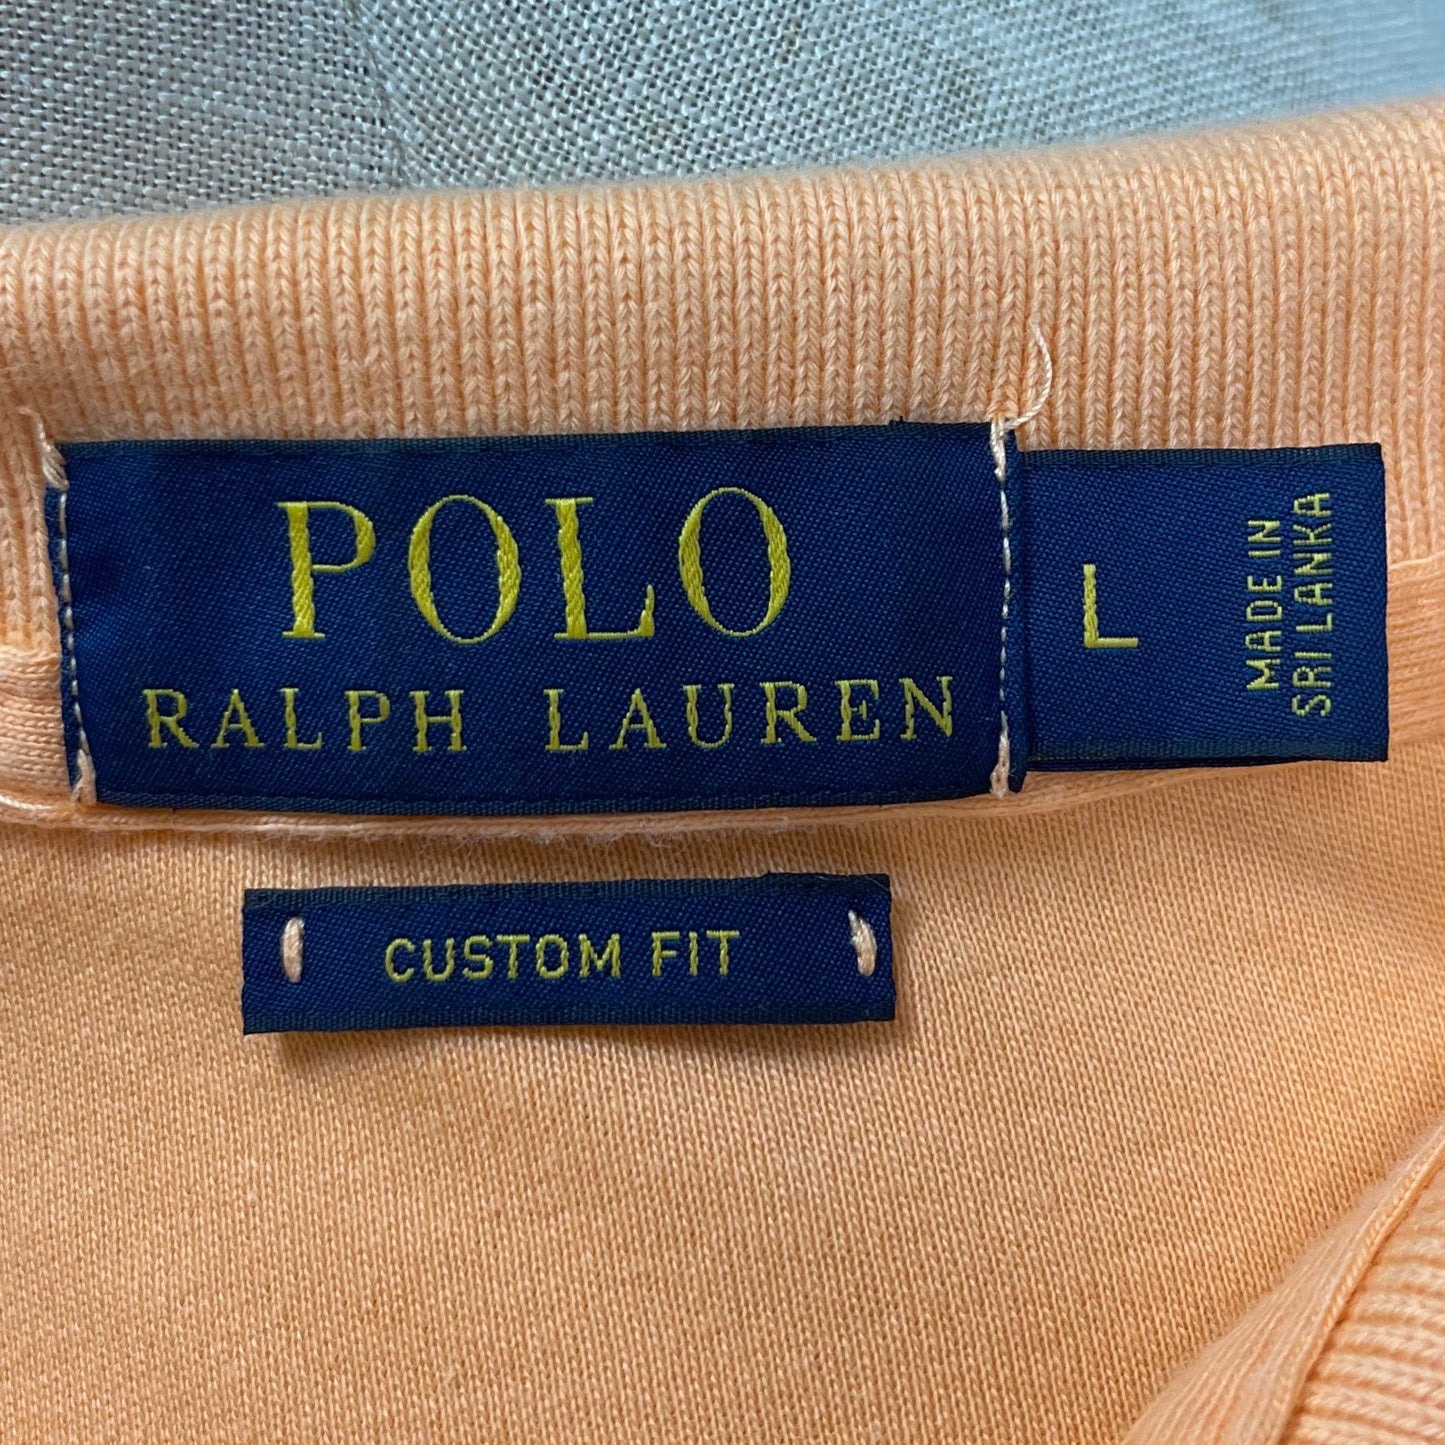 POLO
RALPH LAUREN
L
MADE IN
SRI LANKA
CUSTOM FIT